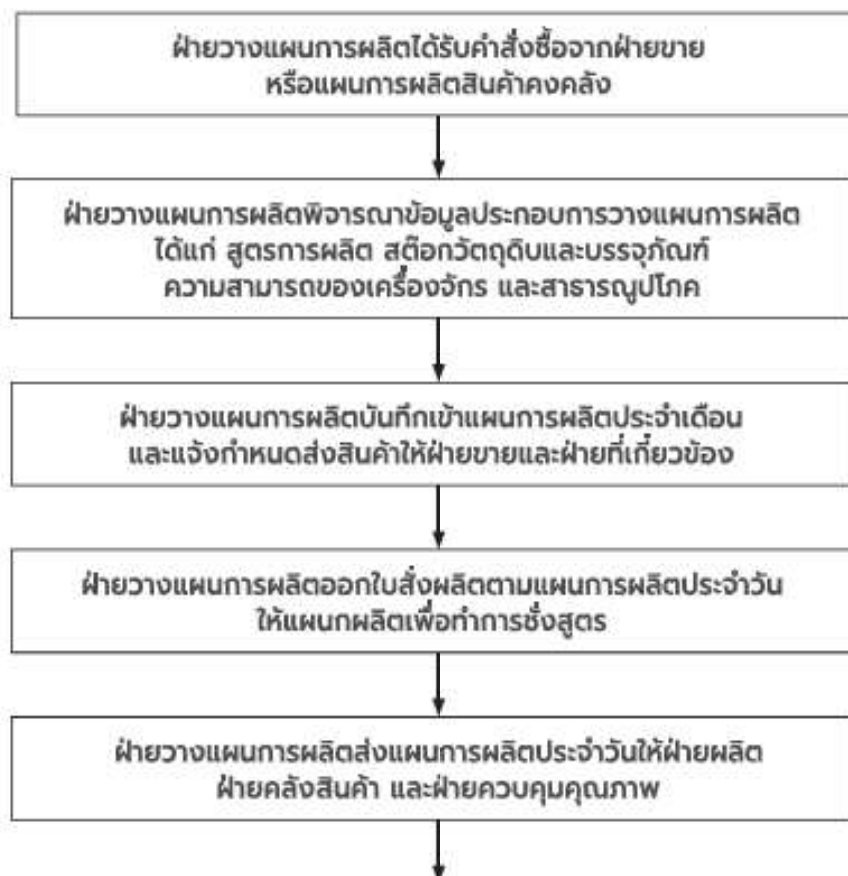 ฝ่ายวางแผนการผลิตได้รับคำสั่งซื้อจากฝ่ายขาย
หรือแผนการผลิตสินค้าคงคลัง
ฝ่ายวางแผนการผลิตพิจารณาข้อมูลประกอบการวางแผนการผลิต
ได้แก่ สูตรการผลิต สต๊อกวัตถุดิบและบรรจุภัณฑ์
ความสามารถของเครื่องจักร และสาธารณูปโภค
ฝ่ายวางแผนการผลิตบันทึกเข้าแผนการผลิตประจำเดือน
และแจ้งกำหนดส่งสินค้าให้ฝ่ายขายและฝ่ายที่เกี่ยวข้อง
ฝ่ายวางแผนการผลิตออกใบสั่งผลิตตามแผนการผลิตประจำวัน
ให้แผนกผลิตเพื่อทำการชั่งสูตร
ฝ่ายวางแผนการผลิตส่งแผนการผลิตประจำวันให้ฝ่ายผลิต
ฝ่ายคลังสินค้า และฝ่ายควบคุมคุณภาพ